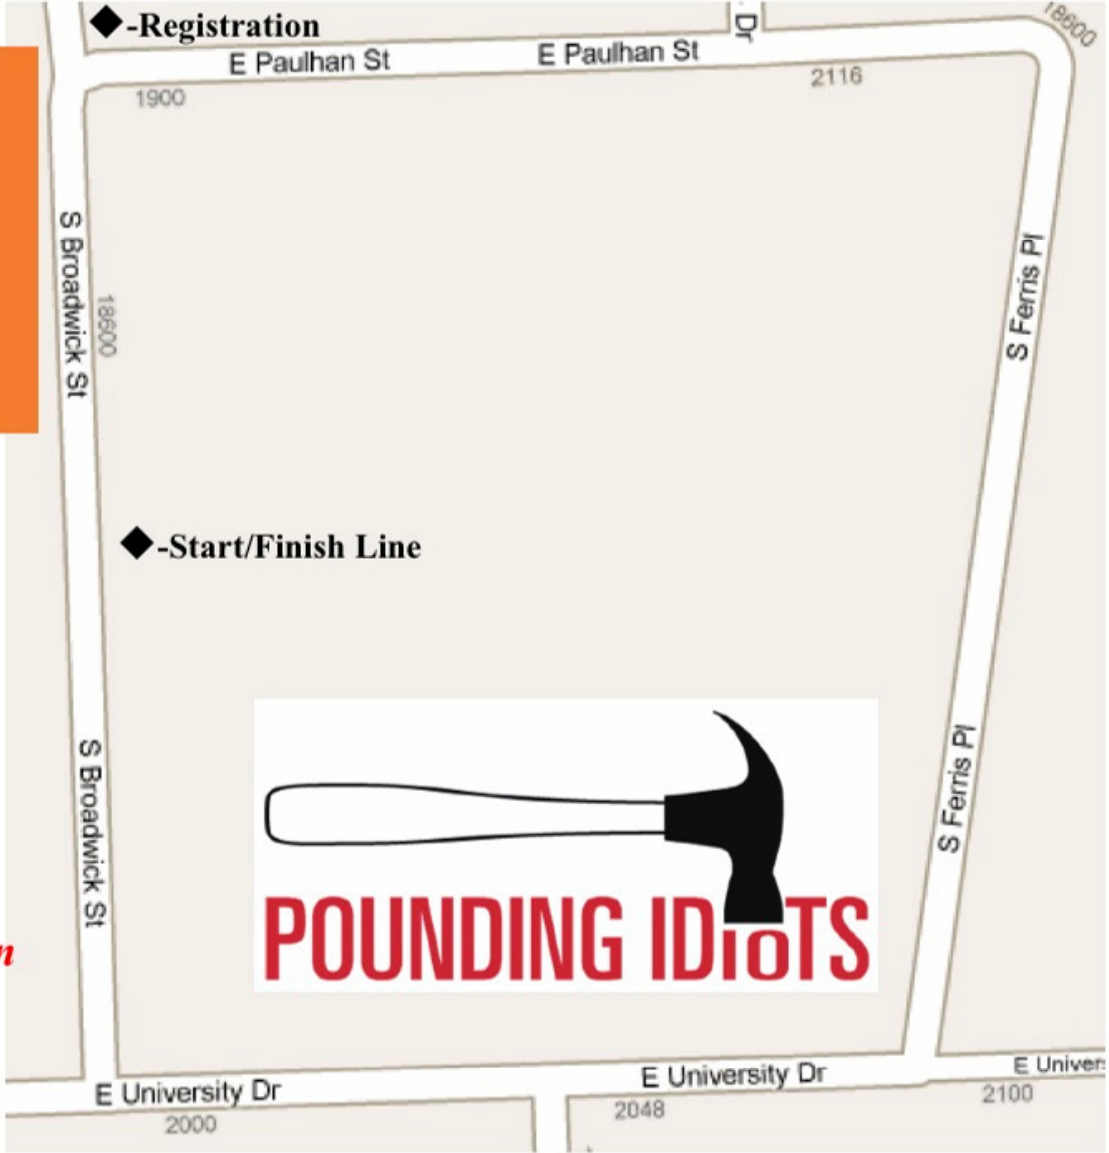 -Registration
. Dr
18600
E Paulhan St
E Paulhan St
1900
2116
S Broadwick St
18600
S Ferris Pl
-Start/Finish Line
S Broadwick St
S Ferris Pl
POUNDING IDIOTS
n
E University Dr
E University Dr
E Univer
2000
2048
2100